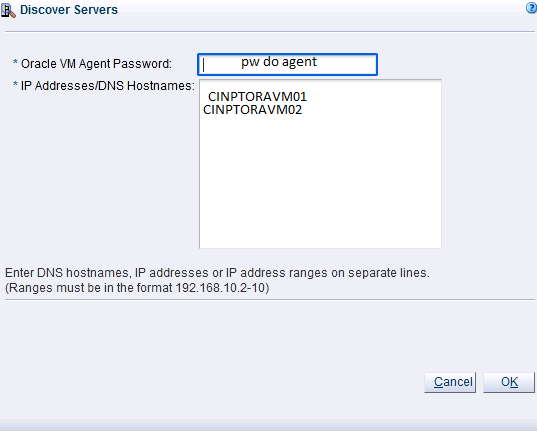 Discover Servers
?
* Oracle VM Agent Password: pw do agent
* IP Addresses/DNS Hostnames:
CINPTORAVM01
CINPTORAVM02
Enter DNS hostnames, IP addresses or IP address ranges on separate lines.
(Ranges must be in the format 192.168.10.2-10)
Cancel OK